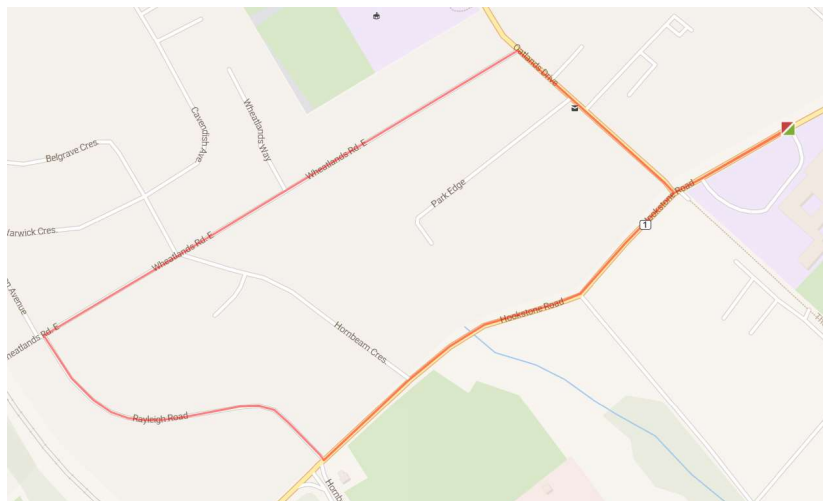 Oatlands Drive
Cavendish Ave.
Wheatlands Way
Belgrave Cres.
Wheatlands Rd. E
Park Edge
Hookstone Road
1
Warwick Cres.
Wheatlands Rd. E
Hookstone Road
Hornbeam Cres.
Wheatlands Rd. E
Rayleigh Road